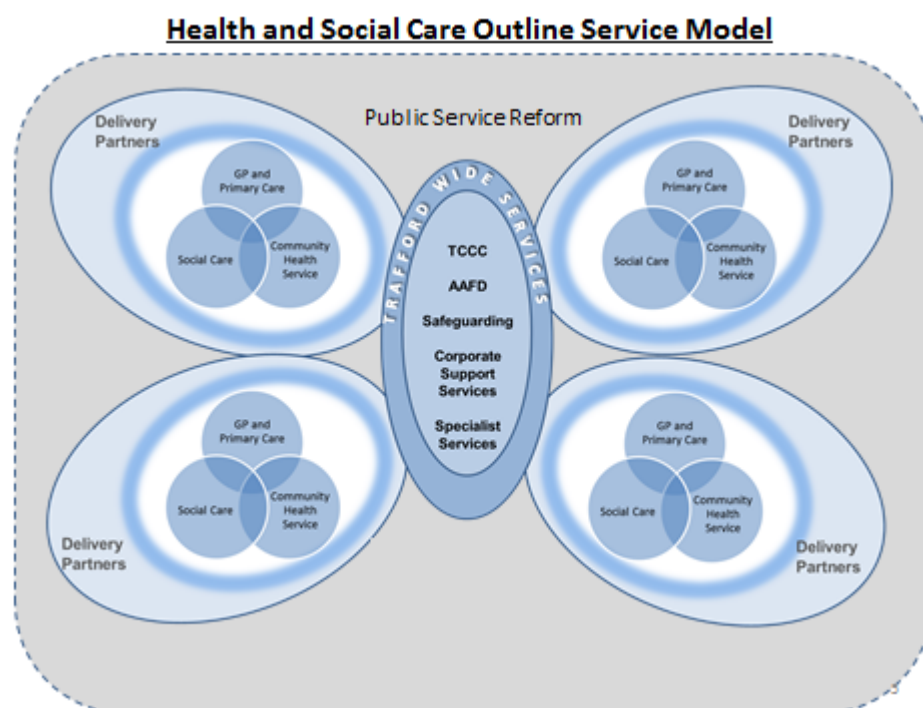 Health and Social Care Outline Service Model
Public Service Reform
Delivery
Partners
GP and
Primary Care
Social Care
Community
Health
Service
Delivery
Partners
GP and
Primary Care
Social Care
Community
Health
Service
TRAFFORD WIDE SERVICES
TCCC
AAFD
Safeguarding
Corporate
Support
Services
Specialist
Services
GP and
Primary Care
Social Care
Community
Health
Service
Delivery
Partners
GP and
Primary Care
Social Care
Community
Health
Service
Delivery
Partners